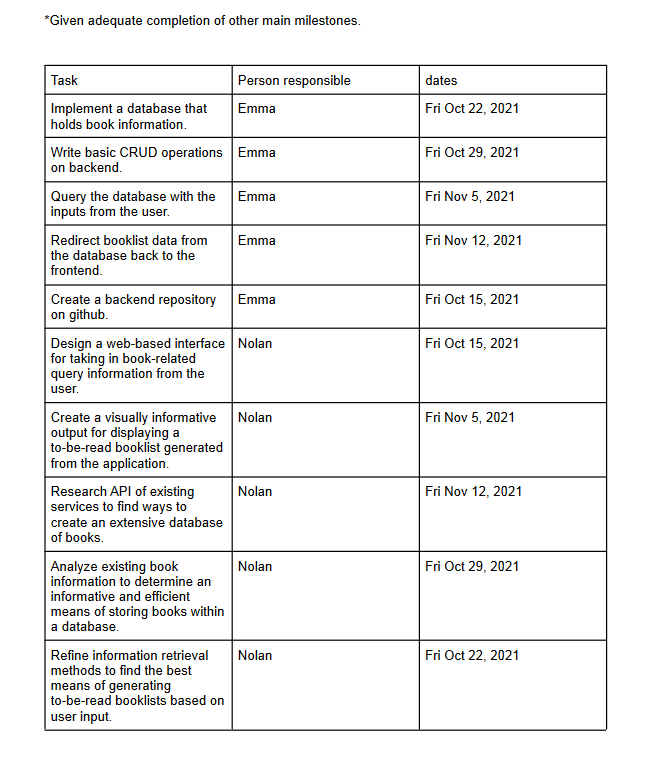 *Given adequate completion of other main milestones.
Task Person responsible dates
Implement a database that Emma Fri Oct 22, 2021
holds book information.
Write basic CRUD operations Emma Fri Oct 29, 2021
on backend.
Query the database with the Emma Fri Nov 5, 2021
inputs from the user.
Redirect booklist data from Emma Fri Nov 12, 2021
the database back to the
frontend.
Create a backend repository Emma Fri Oct 15, 2021
on github.
Design a web-based interface Nolan Fri Oct 15, 2021
for taking in book-related
query information from the
user.
Create a visually informative Nolan Fri Nov 5, 2021
output for displaying a
to-be-read booklist generated
from the application.
Research API of existing Nolan Fri Nov 12, 2021
services to find ways to
create an extensive database
of books.
Analyze existing book Nolan Fri Oct 29, 2021
information to determine an
informative and efficient
means of storing books within
a database.
Refine information retrieval Nolan Fri Oct 22, 2021
methods to find the best
means of generating
to-be-read booklists based on
user input.